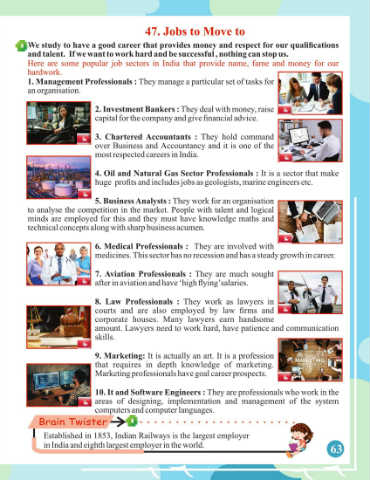 47. Jobs to Move to
We study to have a good career that provides money and respect for our qualifications
and talent. If we want to work hard and be successful , nothing can stop us.
Here are some popular job sectors in India that provide name, fame and money for our
hardwork.
1. Management Professionals : They manage a particular set of tasks for
an organisation.
2. Investment Bankers : They deal with money, raise
capital for the company and give financial advice.
3. Chartered Accountants : They hold command
over Business and Accountancy and it is one of the
most respected careers in India.
4. Oil and Natural Gas Sector Professionals : It is a sector that make
huge profits and includes jobs as geologists, marine engineers etc.
5. Business Analysts : They work for an organisation
to analyse the competition in the market. People with talent and logical
minds are employed for this and they must have knowledge maths and
technical concepts along with sharp business acumen.
6. Medical Professionals : They are involved with
medicines. This sector has no recession and has a steady growth in career.
7. Aviation Professionals : They are much sought
after in aviation and have 'high flying' salaries.
8. Law Professionals : They work as lawyers in
courts and are also employed by law firms and
corporate houses. Many lawyers earn handsome
amount. Lawyers need to work hard, have patience and communication
skills.
9. Marketing: It is actually an art. It is a profession
that requires in depth knowledge of marketing.
Marketing professionals have goal career prospects.
MARKETING
10. It and Software Engineers : They are professionals who work in the
areas of designing, implementation and management of the system
computers and computer languages.
Brain Twister
Established in 1853, Indian Railways is the largest employer
in India and eighth largest employer in the world.
63